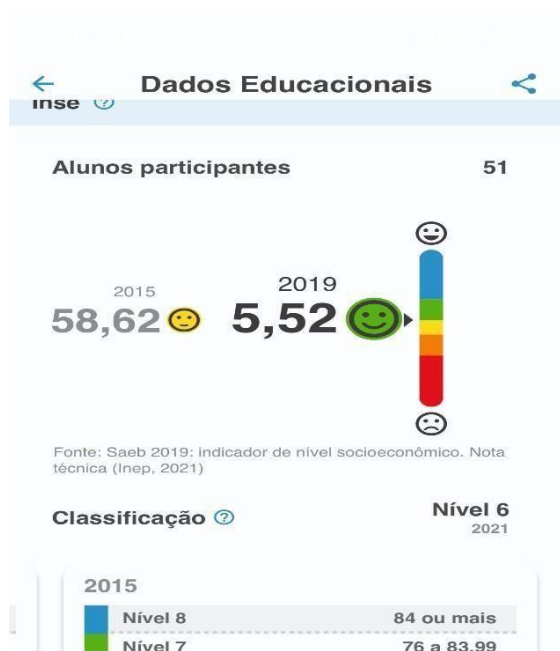 Dados Educacionais
Inse ?
Alunos participantes 51
2015
58,62
2019
5,52
Fonte: Saeb 2019: indicador de nível socioeconômico. Nota
técnica (Inep, 2021)
Classificação ? Nível 6
2021
2015
Nível 8 84 ou mais
Nível 7 76 a 83,99